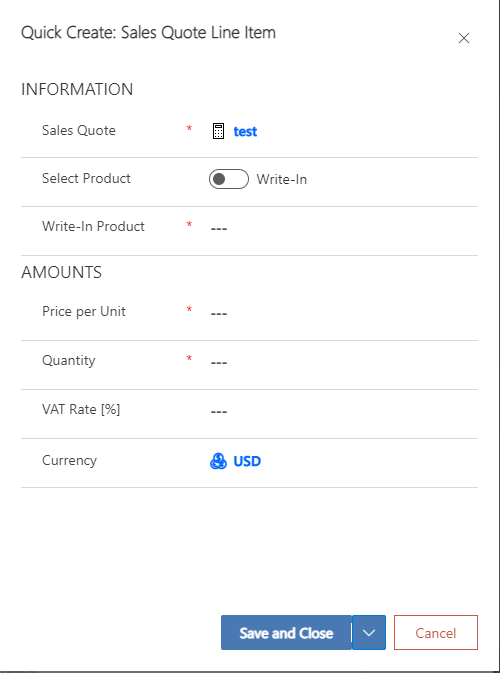 Quick Create: Sales Quote Line Item
INFORMATION
Sales Quote * test
Select Product Write-In
Write-In Product * ---
AMOUNTS
Price per Unit * ---
Quantity * ---
VAT Rate [%] ---
Currency USD
Save and Close Cancel